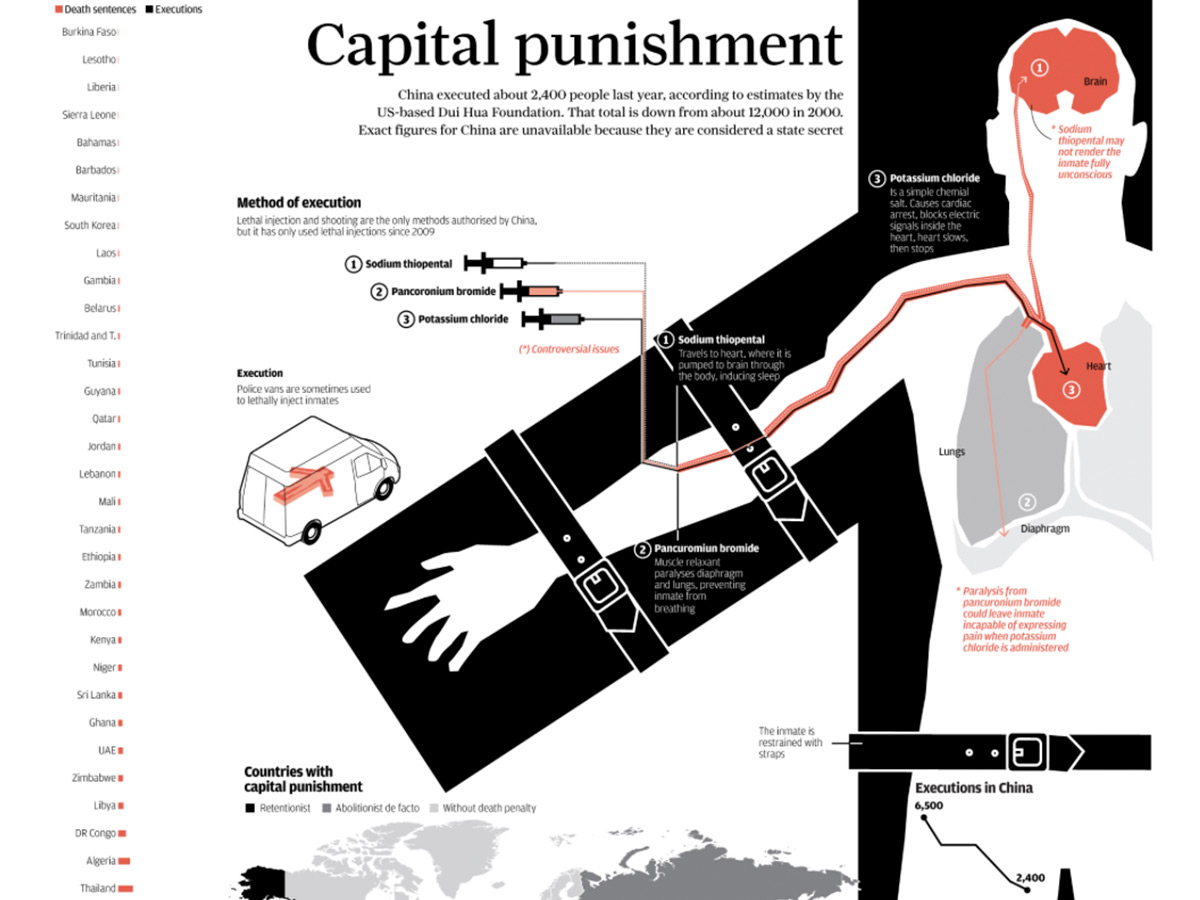 Death sentences Executions
Burkina Faso
Lesotho
Liberia
Sierra Leone
Bahamas
Barbados
Mauritania
South Korea
Laos
Gambia
Belarus
Trinidad and T.
Tunisia
Guyana
Qatar
Jordan
Lebanon
Mali
Tanzania
Ethiopia
Zambia
Morocco
Kenya
Niger
Sri Lanka
Ghana
UAE
Zimbabwe
Libya
DR Congo
Algeria
Thailand
Capital punishment
China executed about 2,400 people last year, according to estimates by the
US-based Dui Hua Foundation. That total is down from about 12,000 in 2000.
Exact figures for China are unavailable because they are considered a state secret
Method of execution
Lethal injection and shooting are the only methods authorised by China,
but it has only used lethal injections since 2009
1 Sodium thiopental
2 Pancoronium bromide
3 Potassium chloride
(*) Controversial issues
Execution
Police vans are sometimes used
to lethally inject inmates
1 Sodium thiopental
Travels to heart, where it is
pumped to brain through
the body, inducing sleep
2 Pancuromiun bromide
Muscle relaxant
paralyses diaphragm
and lungs, preventing
inmate from
breathing
3 Potassium chloride
Is a simple chemial
salt. Causes cardiac
arrest, blocks electric
signals inside the
heart, heart slows,
then stops
1
Brain
* Sodium
thiopental may
not render the
inmate fully
unconscious
Heart
3
Lungs
2
Diaphragm
* Paralysis from
pancuronium bromide
could leave inmate
incapable of expressing
pain when potassium
chloride is administered
The inmate is
restrained with
straps
Countries with
capital punishment
Retentionist Abolitionist de facto Without death penalty
Executions in China
6,500
2,400